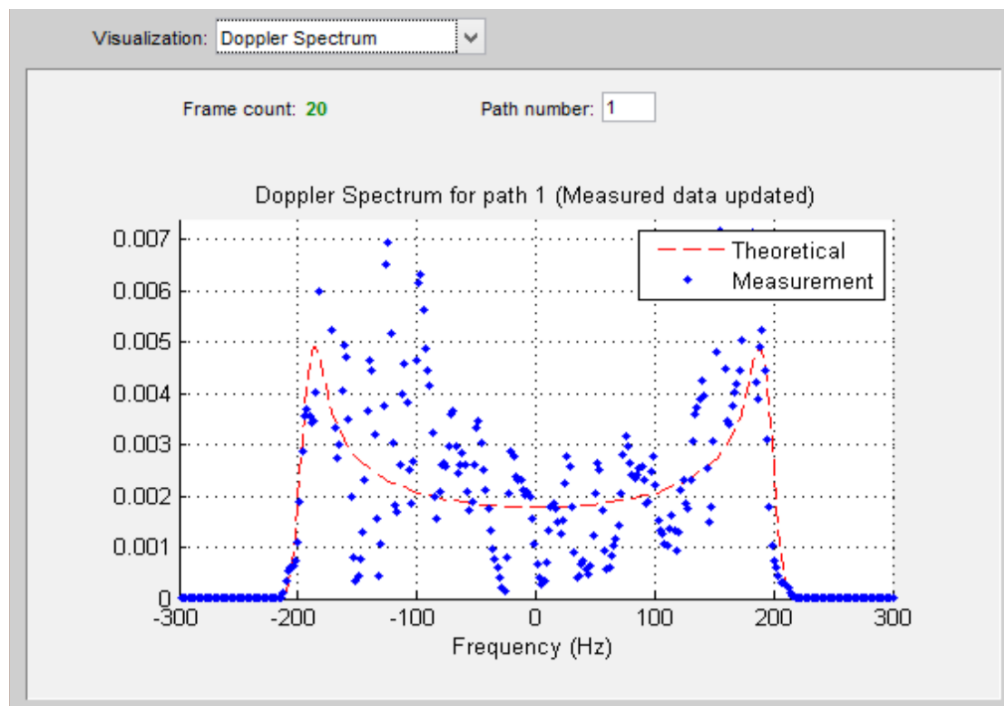 Visualization: Doppler Spectrum
Frame count: 20 Path number: 1
Doppler Spectrum for path 1 (Measured data updated)
0.007
0.006
0.005
0.004
0.003
0.002
0.001
0
Theoretical
Measurement
-300 -200 -100 0 100 200 300
Frequency (Hz)